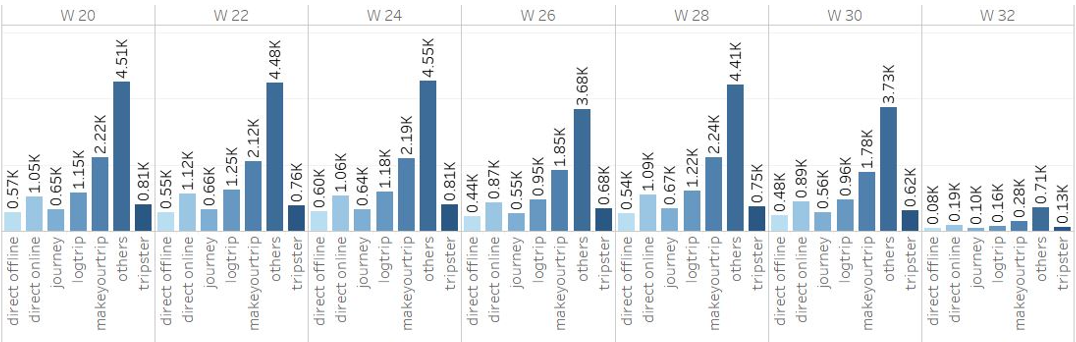 W 20
W 22
W 24
W 26
W 28
W 30
W 32
0.57K
1.05K
0.65K
1.15K
2.22K
4.51K
0.81K
0.55K
1.12K
0.66K
1.25K
2.12K
4.48K
0.76K
0.60K
1.06K
0.64K
1.18K
2.19K
4.55K
0.81K
0.44K
0.87K
0.55K
0.95K
1.85K
3.68K
0.68K
0.54K
1.09K
0.67K
1.22K
2.24K
4.41K
0.75K
0.48K
0.89K
0.56K
0.96K
1.78K
3.73K
0.62K
0.08K
0.19K
0.10K
0.16K
0.28K
0.71K
0.13K
direct offline
direct online
journey
logtrip
makeyourtrip
others
tripster
direct offline
direct online
journey
logtrip
makeyourtrip
others
tripster
direct offline
direct online
journey
logtrip
makeyourtrip
others
tripster
direct offline
direct online
journey
logtrip
makeyourtrip
others
tripster
direct offline
direct online
journey
logtrip
makeyourtrip
others
tripster
direct offline
direct online
journey
logtrip
makeyourtrip
others
tripster
direct offline
direct online
journey
logtrip
makeyourtrip
others
tripster